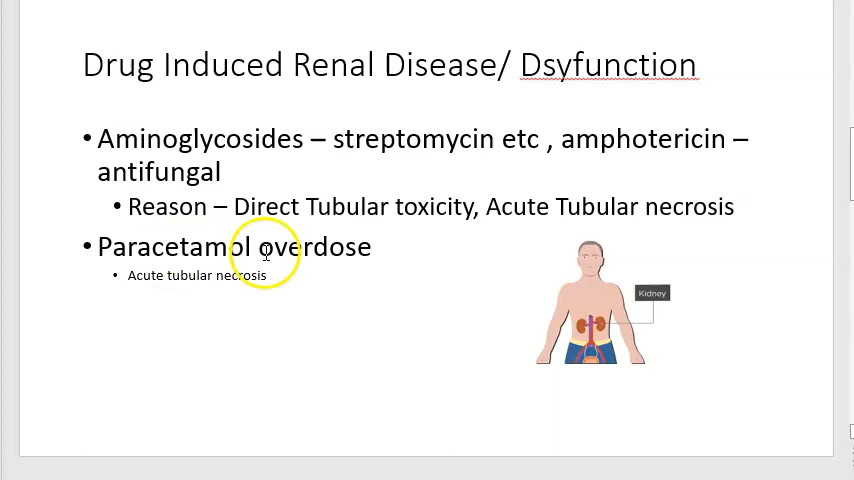 Drug Induced Renal Disease/ Dsyfunction
• Aminoglycosides – streptomycin etc , amphotericin –
antifungal
• Reason – Direct Tubular toxicity, Acute Tubular necrosis
• Paracetamol overdose
• Acute tubular necrosis
Kidney